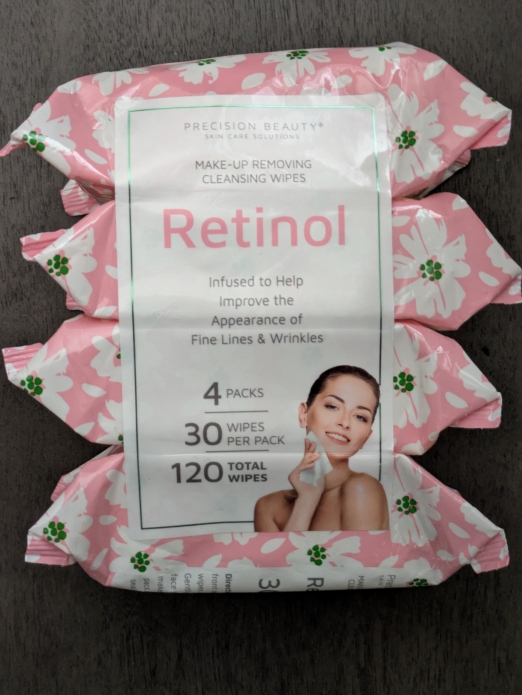 PRECISION BEAUTY®
SKIN CARE SOLUTIONS
MAKE-UP REMOVING
CLEANSING WIPES
Retinol
Infused to Help
Improve the
Appearance of
Fine Lines & Wrinkles
4 PACKS
30 WIPES
PER PACK
120 TOTAL
WIPES